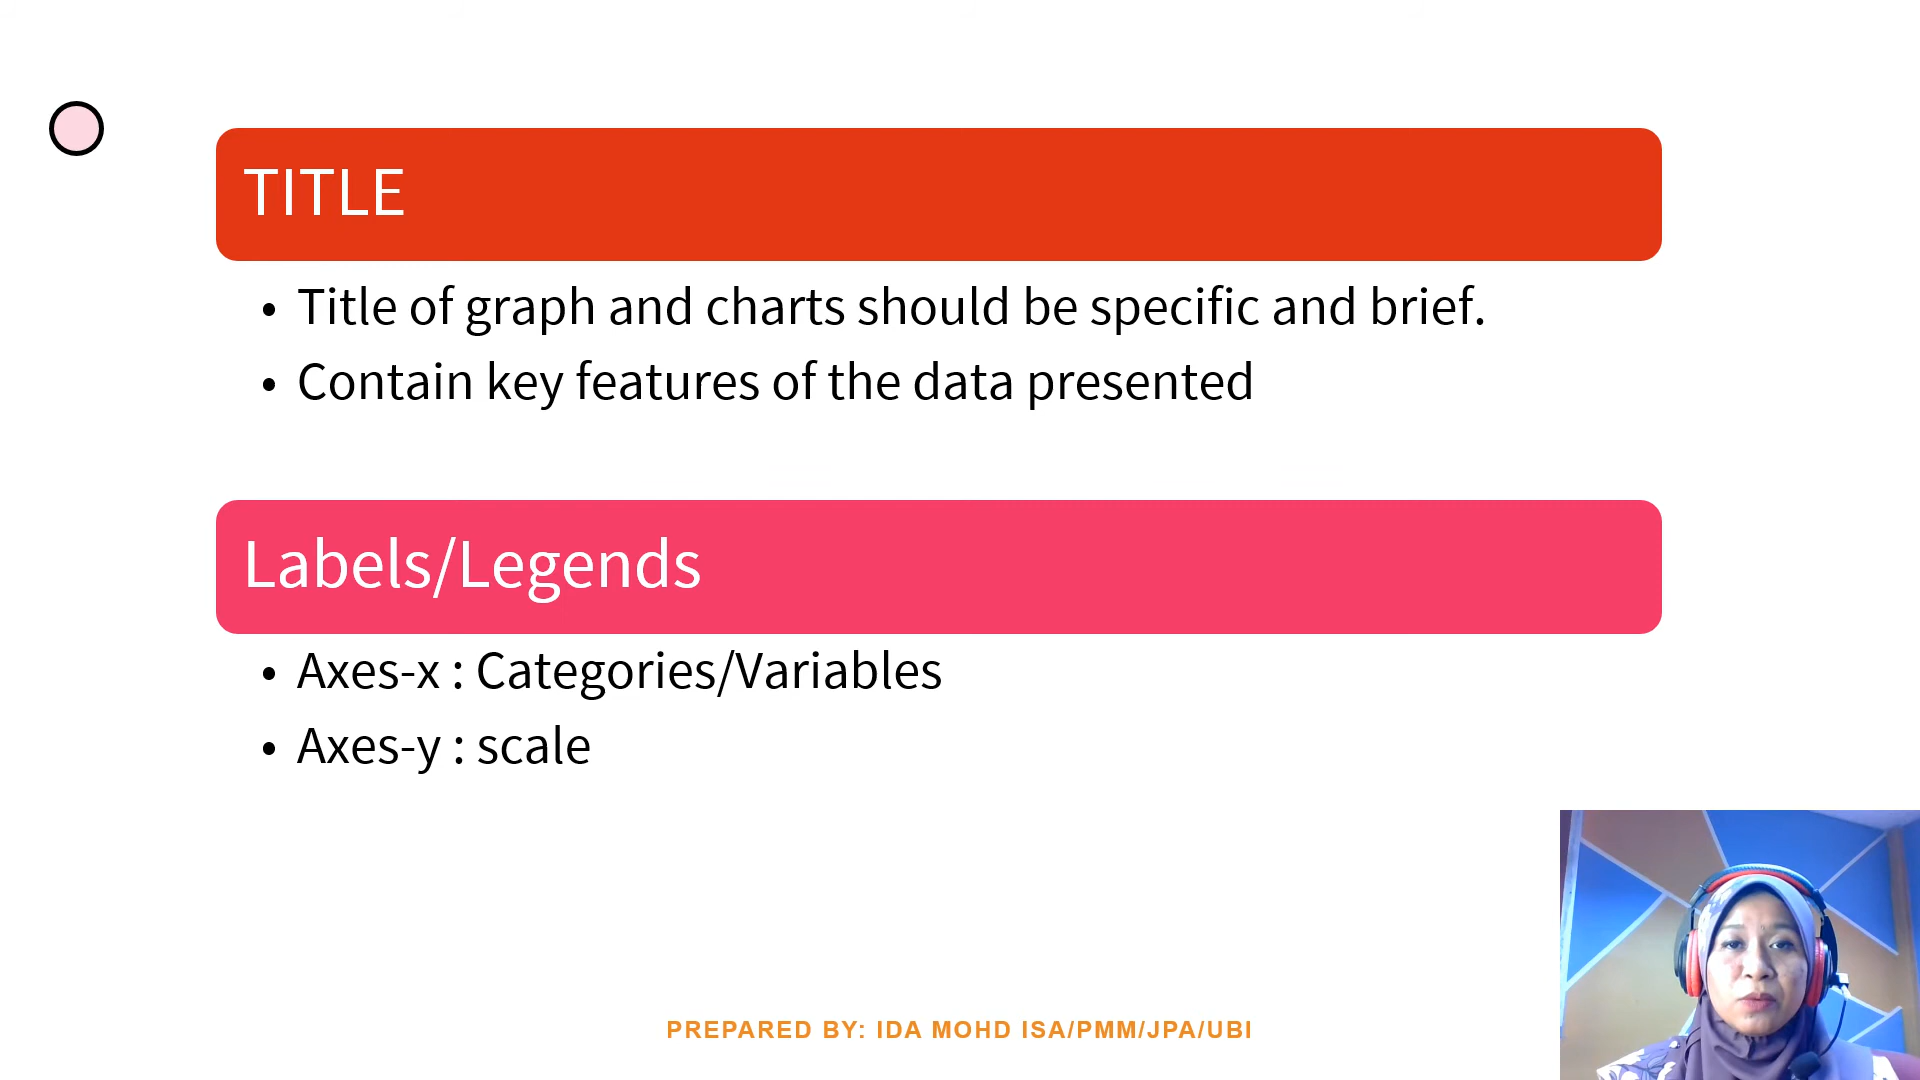 TITLE
• Title of graph and charts should be specific and brief.
• Contain key features of the data presented
Labels/Legends
• Axes-x : Categories/Variables
• Axes-y : scale
PREPARED BY: IDA MOHD ISA/PMM/JPA/UBI